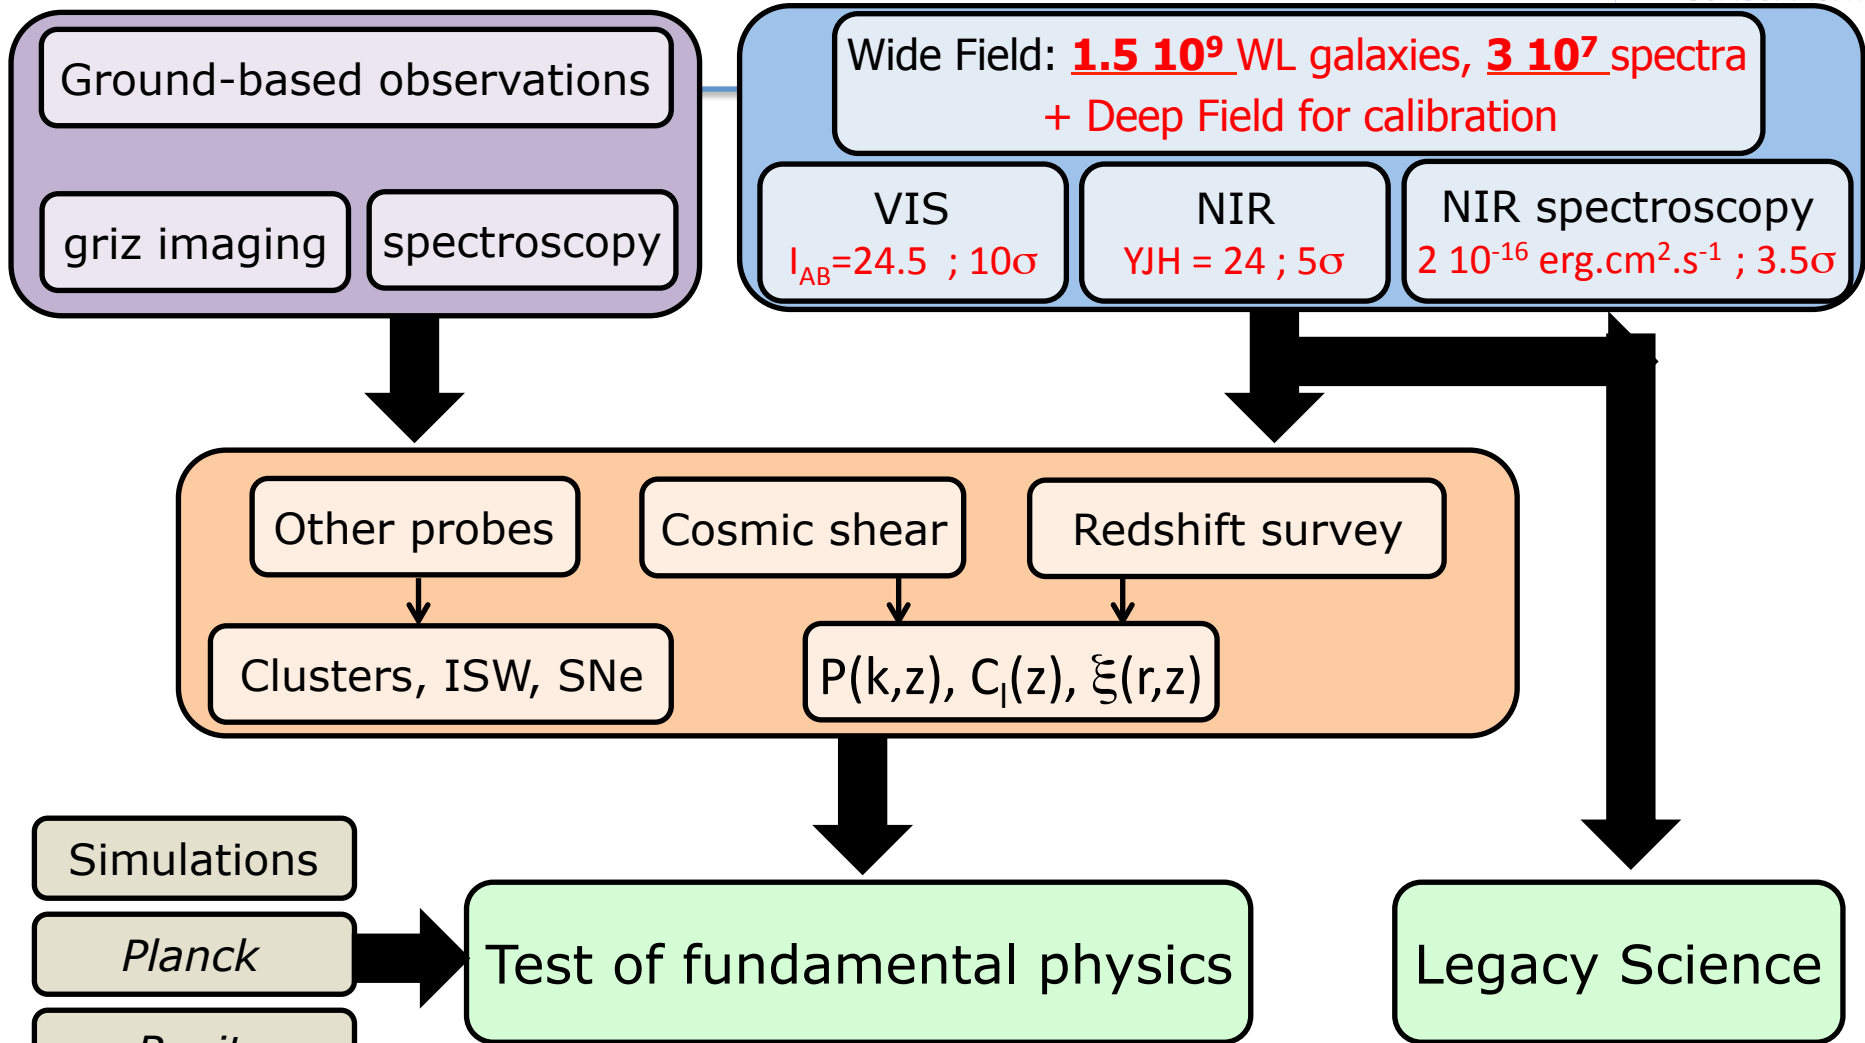 Ground-based observations
griz imaging
spectroscopy
Wide Field: 1.5 10⁹ WL galaxies, 3 10⁷ spectra
+ Deep Field for calibration
VIS
I_AB=24.5 ; 10σ
NIR
YJH = 24 ; 5σ
NIR spectroscopy
2 10⁻¹⁶ erg.cm².s⁻¹ ; 3.5σ
Other probes
Cosmic shear
Redshift survey
Clusters, ISW, SNe
P(k,z), Cₗ(z), ξ(r,z)
Simulations
Planck
Test of fundamental physics
Legacy Science